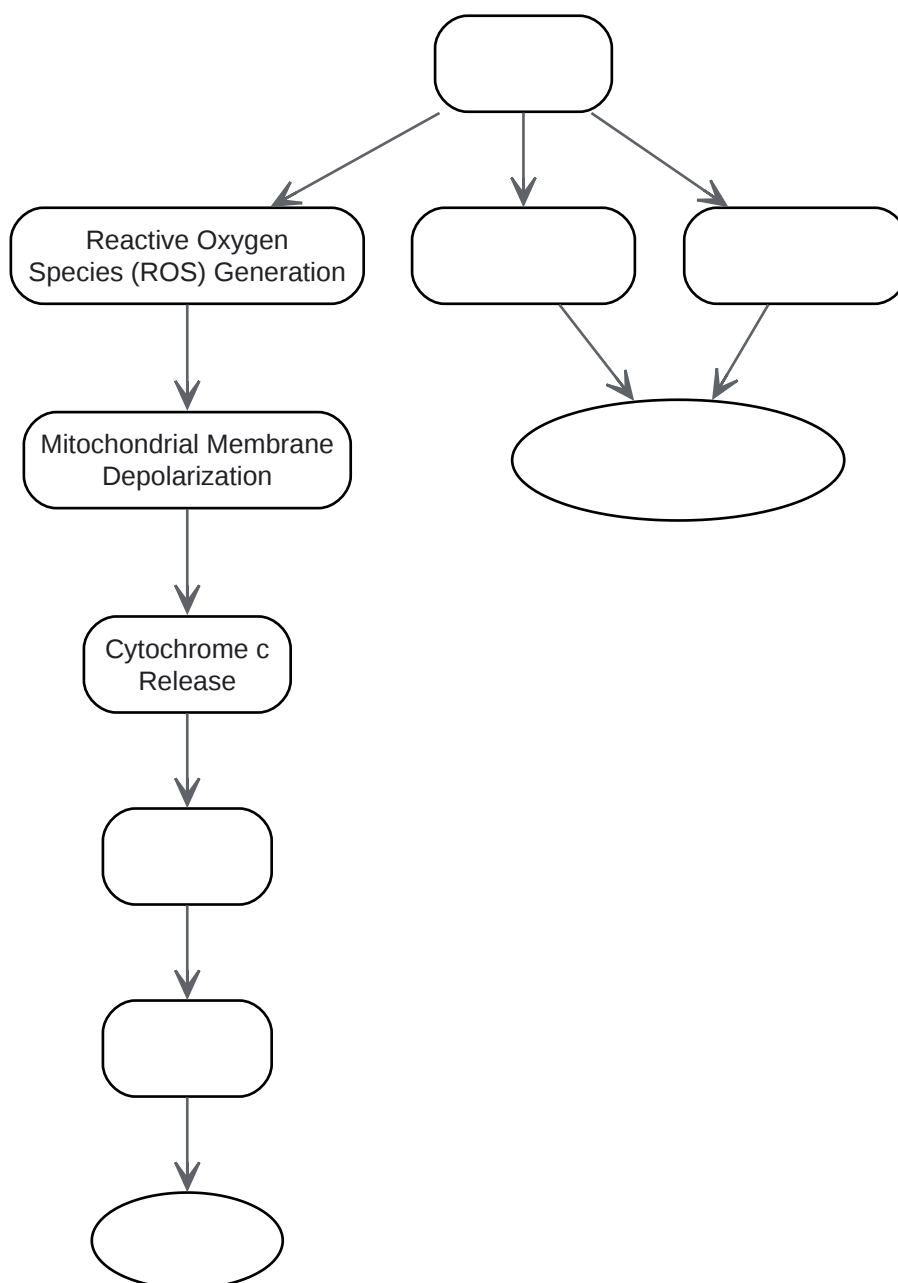 Reactive Oxygen
Species (ROS) Generation
Mitochondrial Membrane
Depolarization
Cytochrome c
Release